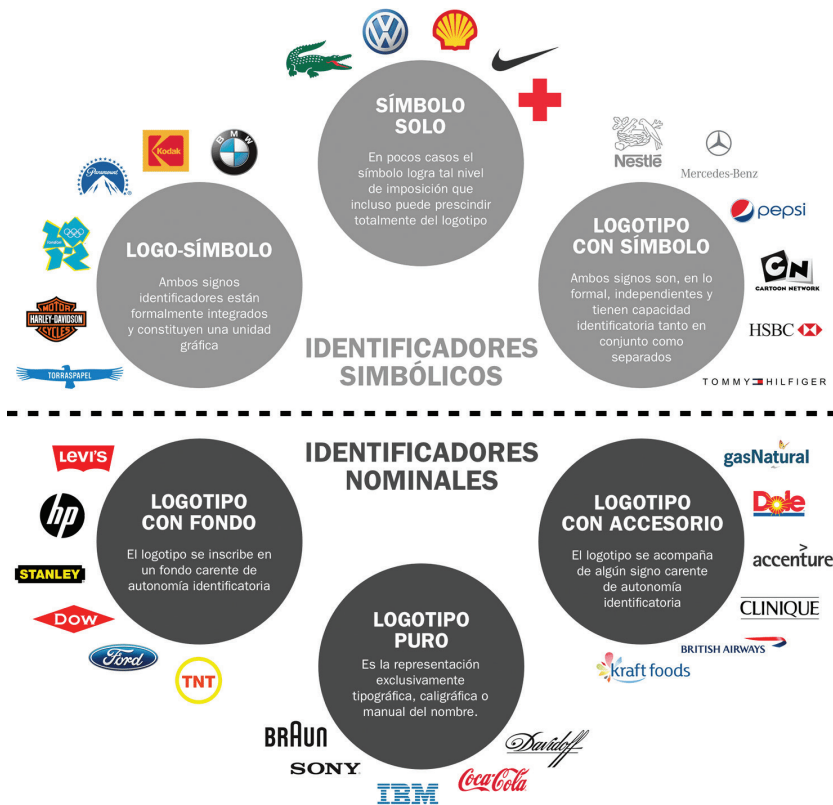 SÍMBOLO
SOLO
En pocos casos el
símbolo logra tal nivel
de imposición que
incluso puede prescindir
totalmente del logotipo
Paramount
Kodak
BMW
London
LOGO-SÍMBOLO
Ambos signos
identificadores están
formalmente integrados
y constituyen una unidad
gráfica
MOTOR
HARLEY-DAVIDSON
CYCLES
TORRASPAPEL
Nestlé
Mercedes-Benz
pepsi
CN
CARTOON NETWORK
HSBC
TOMMY HILFIGER
LOGOTIPO
CON SÍMBOLO
Ambos signos son, en lo
formal, independientes y
tienen capacidad
identificatoria tanto en
conjunto como
separados
IDENTIFICADORES
SIMBÓLICOS
IDENTIFICADORES
NOMINALES
LEVI'S
hp
STANLEY
DOW
Ford
TNT
LOGOTIPO
CON FONDO
El logotipo se inscribe en
un fondo carente de
autonomía identificatoria
LOGOTIPO
PURO
Es la representación
exclusivamente
tipográfica, caligráfica o
manual del nombre.
BRAUN
SONY
IBM
Coca-Cola
Davidoff
LOGOTIPO
CON ACCESORIO
El logotipo se acompaña
de algún signo carente
de autonomía
identificatoria
gasNatural
Dole
accenture
CLINIQUE
BRITISH AIRWAYS
kraft foods